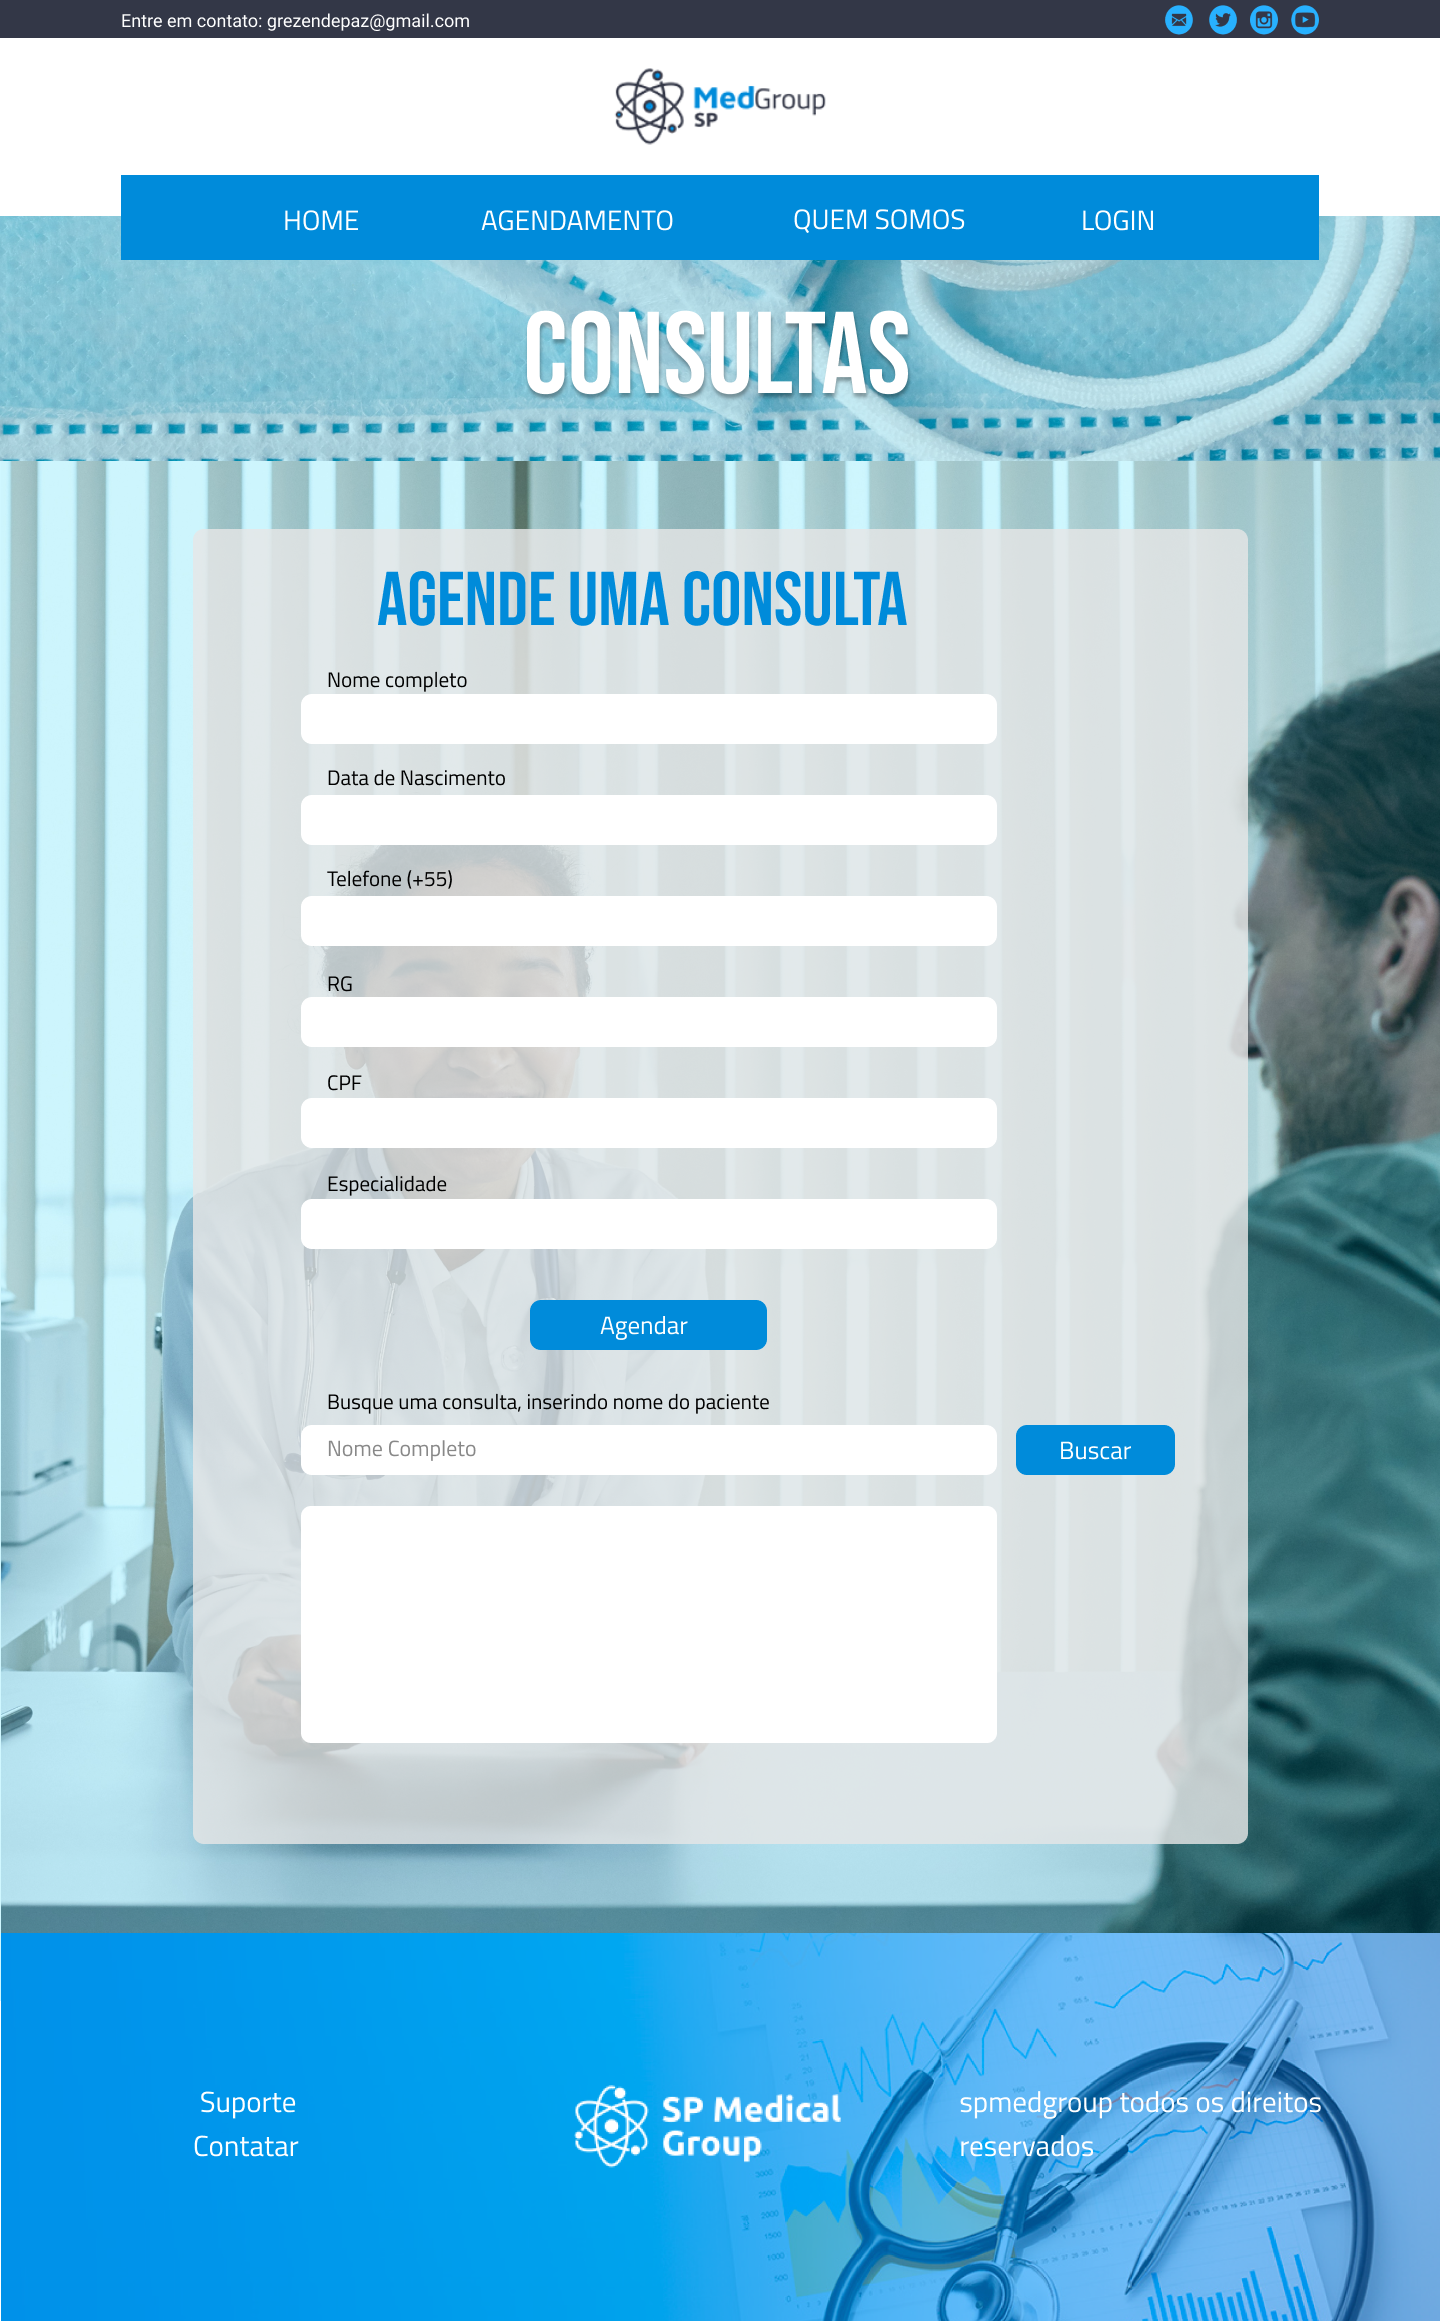 Entre em contato: grezendepaz@gmail.com
MedGroup
SP
HOME AGENDAMENTO QUEM SOMOS LOGIN
CONSULTAS
AGENDE UMA CONSULTA
Nome completo
Data de Nascimento
Telefone (+55)
RG
CPF
Especialidade
Agendar
Busque uma consulta, inserindo nome do paciente
Nome Completo
Buscar
Suporte
Contatar
SP Medical
Group
spmedgroup todos os direitos
reservados